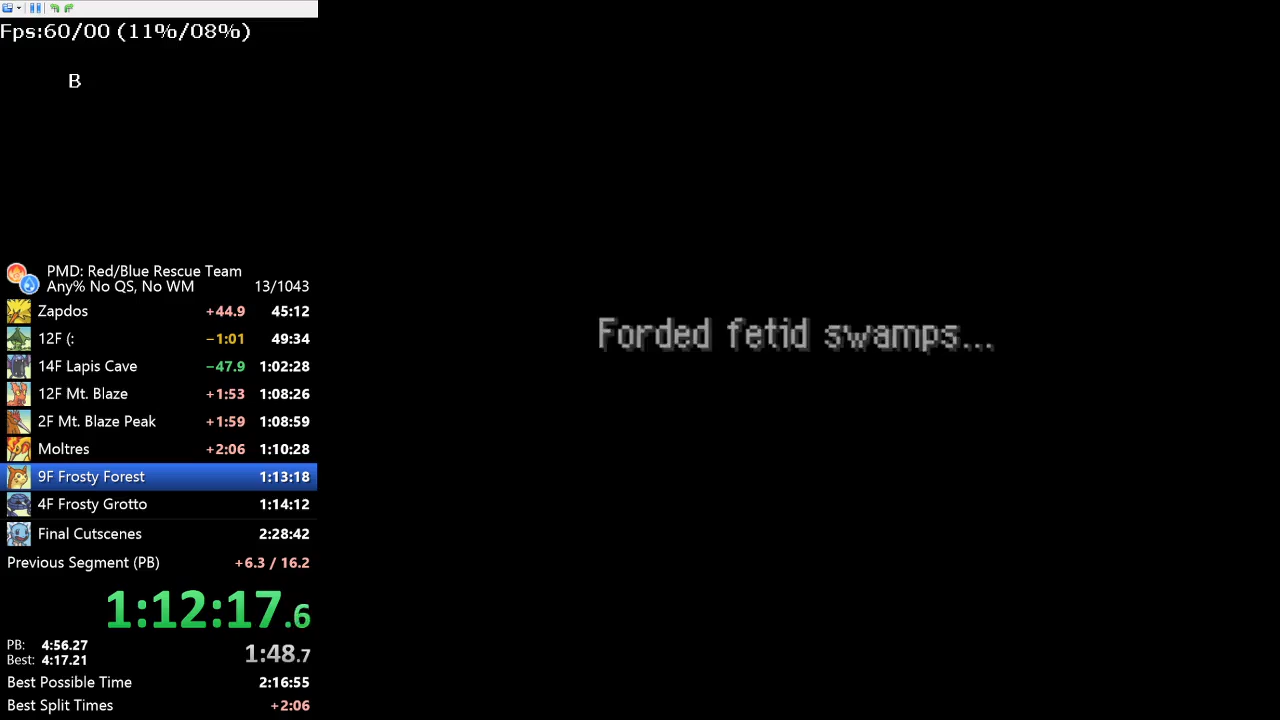 Fps:60/00 (11%/08%)
B
PMD: Red/Blue Rescue Team
Any% No QS, No WM 13/1043
Zapdos +44.9 45:12
12F (: −1:01 49:34
14F Lapis Cave −47.9 1:02:28
12F Mt. Blaze +1:53 1:08:26
2F Mt. Blaze Peak +1:59 1:08:59
Moltres +2:06 1:10:28
9F Frosty Forest 1:13:18
4F Frosty Grotto 1:14:12
Final Cutscenes 2:28:42
Previous Segment (PB) +6.3 / 16.2
1:12:17.6
PB: 4:56.27
Best: 4:17.21
1:48.7
Best Possible Time 2:16:55
Best Split Times +2:06
Forded fetid swamps...